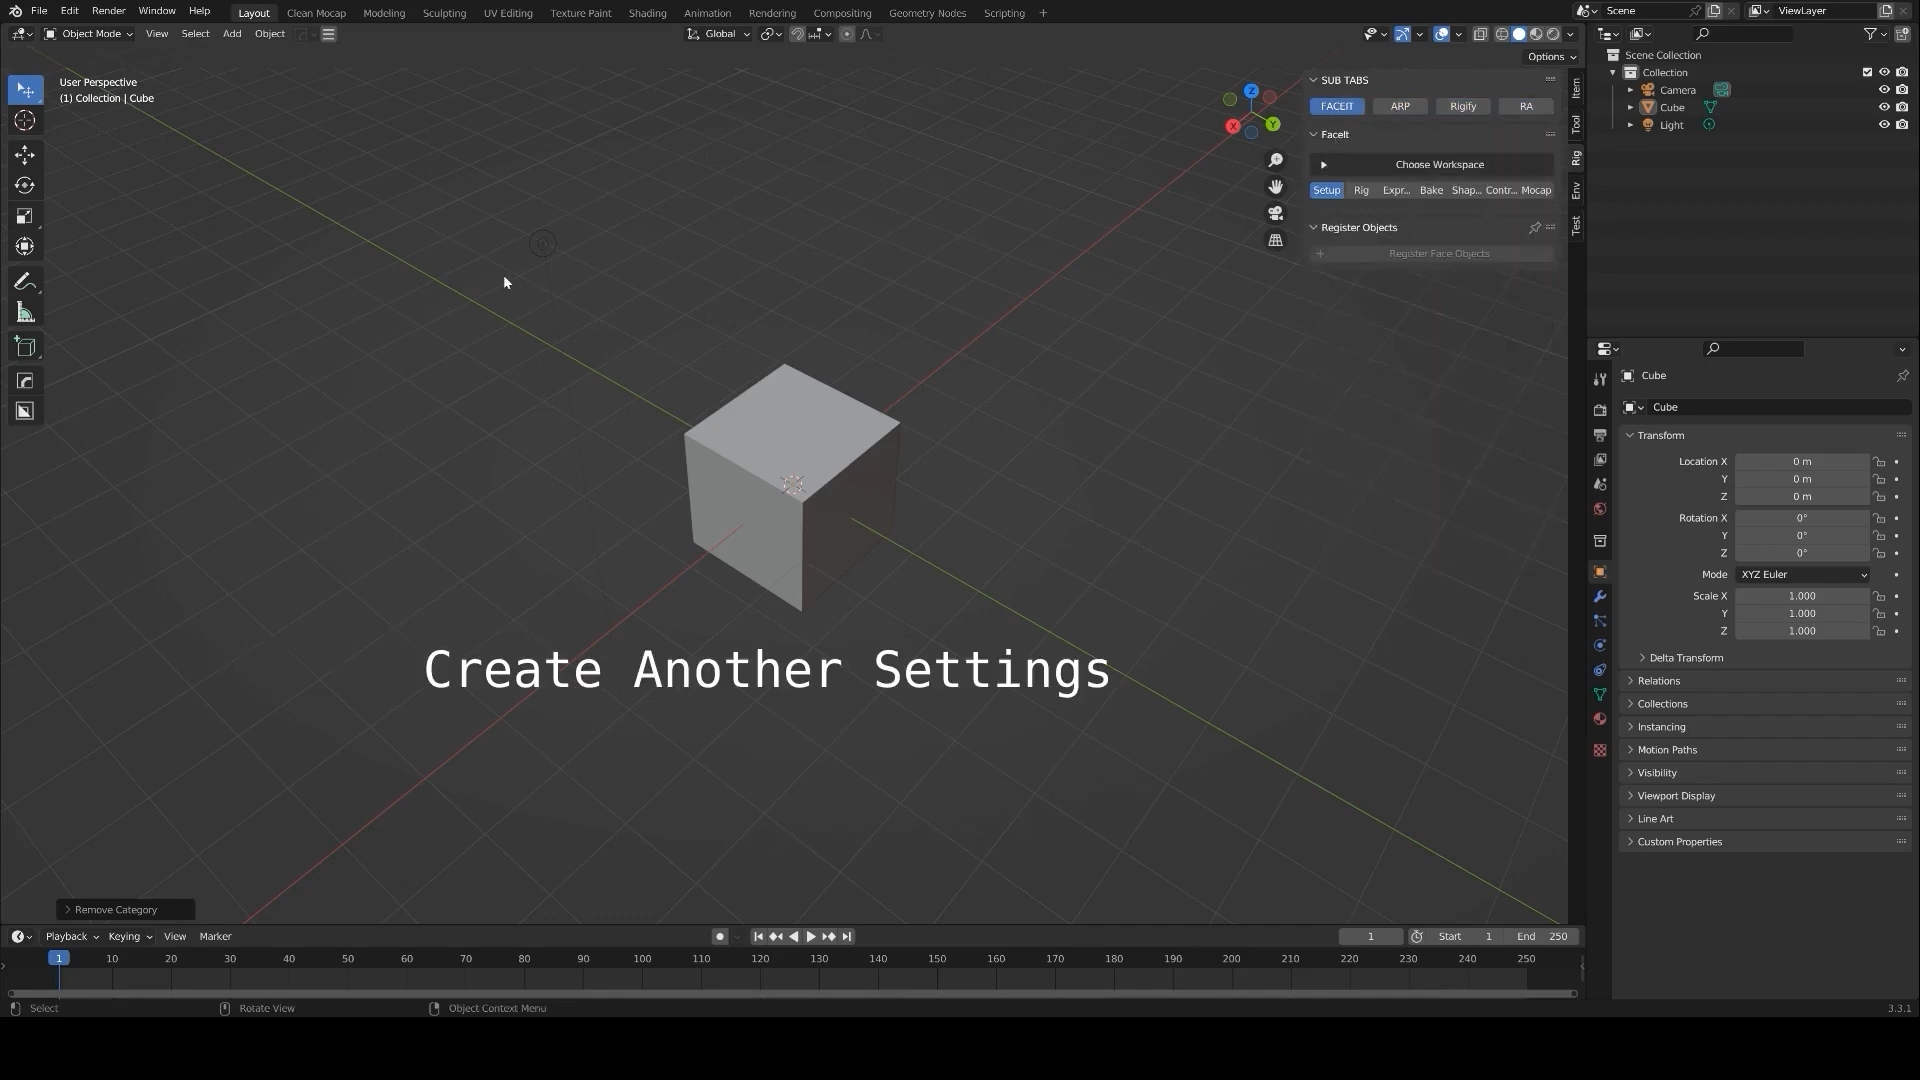 File Edit Render Window Help Layout Clean Mocap Modeling Sculpting UV Editing Texture Paint Shading Animation Rendering Compositing Geometry Nodes Scripting + Scene ViewLayer
Object Mode View Select Add Object Global
Options
User Perspective
(1) Collection | Cube
SUB TABS
FACEIT ARP Rigify RA
FaceIt
Choose Workspace
Setup Rig Expr... Bake Shap... Contr... Mocap
Register Objects
Register Face Objects
Item
Tool
Rig
Env
Test
X
Y
Z
Scene Collection
Collection
Camera
Cube
Light
Cube
Cube
Transform
Location X 0 m
Y 0 m
Z 0 m
Rotation X 0°
Y 0°
Z 0°
Mode XYZ Euler
Scale X 1.000
Y 1.000
Z 1.000
Delta Transform
Relations
Collections
Instancing
Motion Paths
Visibility
Viewport Display
Line Art
Custom Properties
Create Another Settings
Remove Category
Playback Keying View Marker 1 Start 1 End 250
1 10 20 30 40 50 60 70 80 90 100 110 120 130 140 150 160 170 180 190 200 210 220 230 240 250
Select Rotate View Object Context Menu 3.3.1